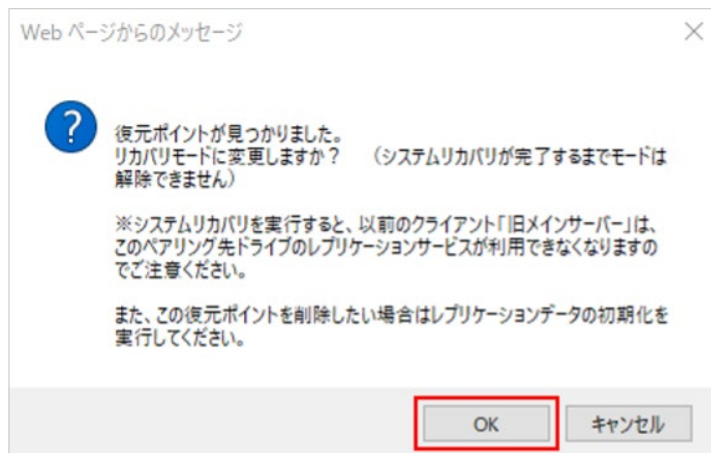 Web ページからのメッセージ
復元ポイントが見つかりました。
リカバリモードに変更しますか？　（システムリカバリが完了するまでモードは
解除できません）
※システムリカバリを実行すると、以前のクライアント「旧メインサーバー」は、
このペアリング先ドライブのレプリケーションサービスが利用できなくなりますの
でご注意ください。
また、この復元ポイントを削除したい場合はレプリケーションデータの初期化を
実行してください。
OK
キャンセル